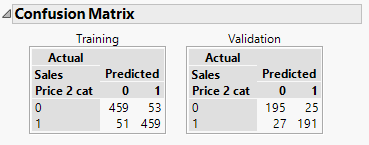 Confusion Matrix
Training
Actual
Sales Predicted
Price 2 cat 0 1
0 459 53
1 51 459
Validation
Actual
Sales Predicted
Price 2 cat 0 1
0 195 25
1 27 191